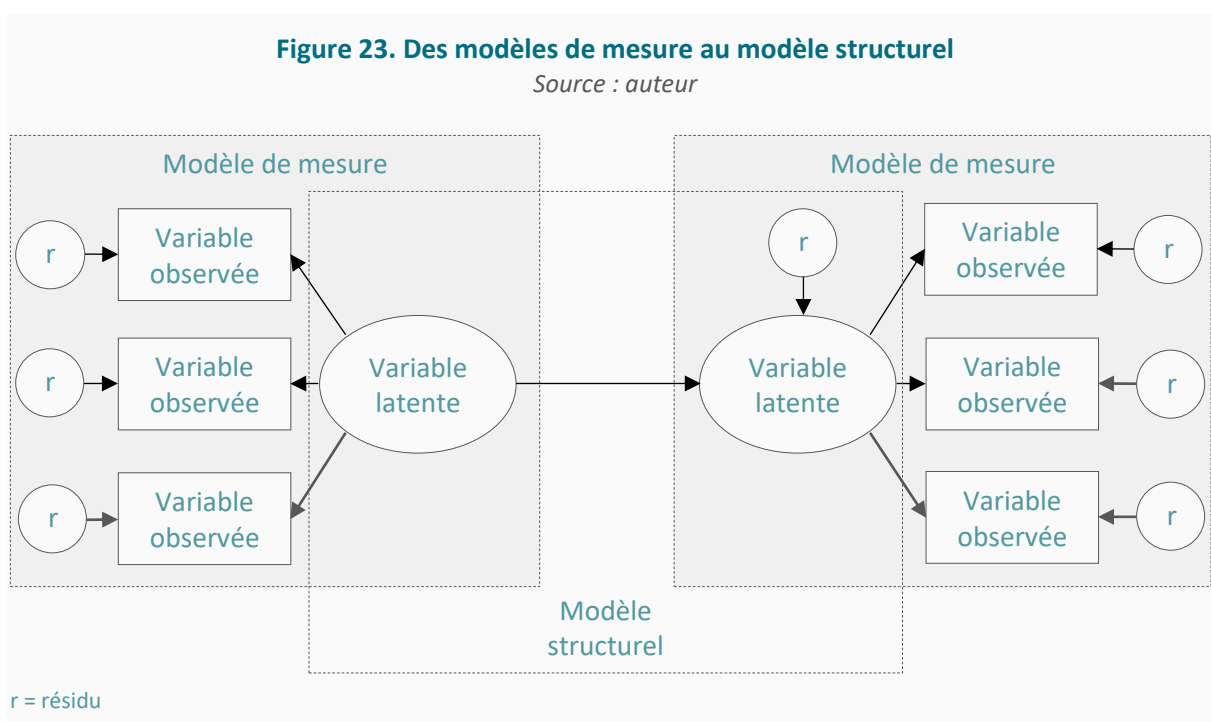 Figure 23. Des modèles de mesure au modèle structurel
Source : auteur
Modèle de mesure
Modèle de mesure
r
Variable
observée
r
Variable
observée
r
Variable
observée
Variable
latente
r
Variable
latente
Variable
observée
r
Variable
observée
r
Variable
observée
r
Modèle
structurel
r = résidu